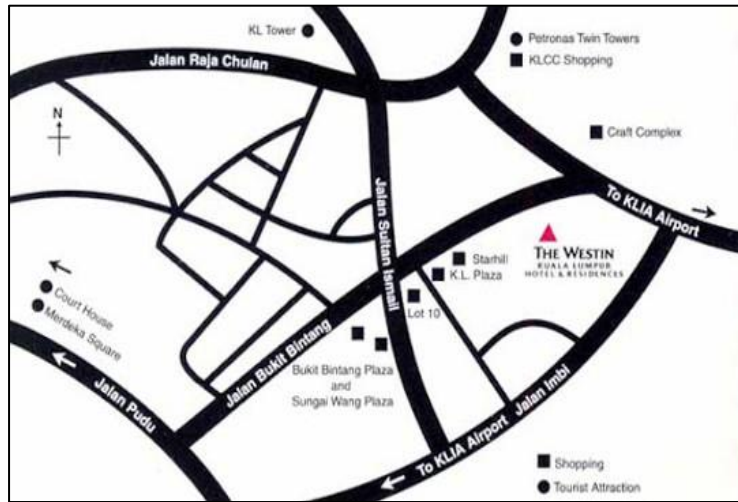 KL Tower
Petronas Twin Towers
KLCC Shopping
Jalan Raja Chulan
N
Craft Complex
To KLIA Airport
Jalan Sultan Ismail
THE WESTIN
KUALA LUMPUR
HOTEL & RESIDENCES
Starhill
K.L. Plaza
Lot 10
Court House
Merdeka Square
Jalan Bukit Bintang
Bukit Bintang Plaza
and
Sungai Wang Plaza
Jalan Pudu
Jalan Imbi
To KLIA Airport
Shopping
Tourist Attraction